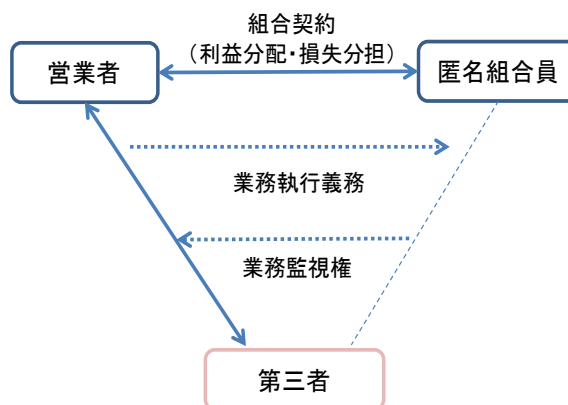 組合契約
（利益分配・損失分担）
営業者
匿名組合員
業務執行義務
業務監視権
第三者